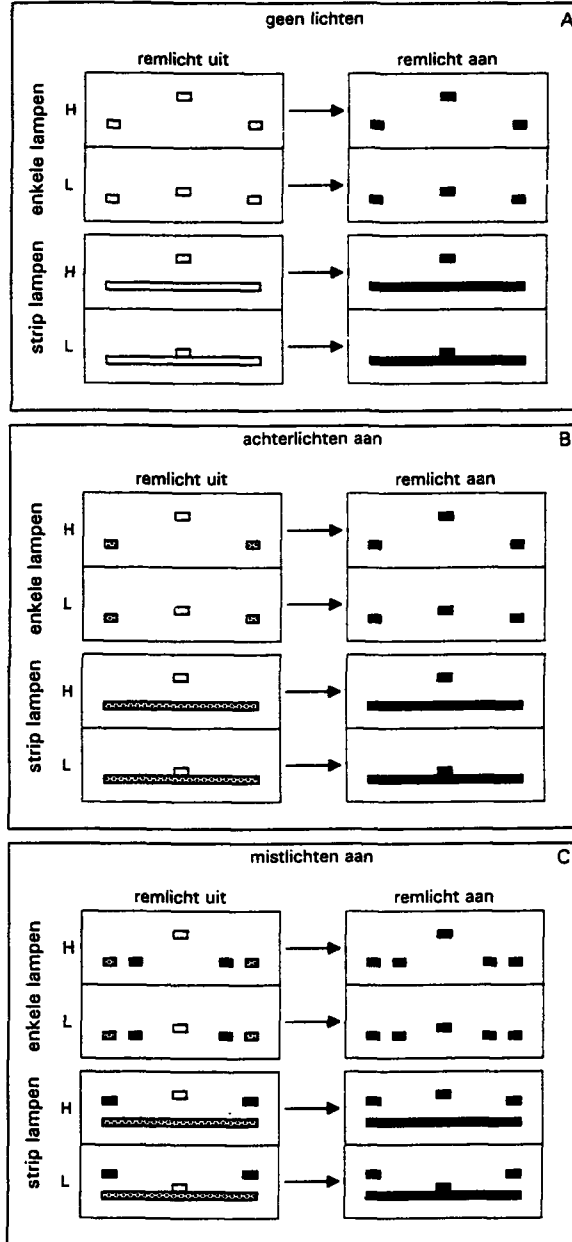 geen lichten A
remlicht uit remlicht aan
enkele lampen
H
L
strip lampen
H
L
achterlichten aan B
remlicht uit remlicht aan
enkele lampen
H
L
strip lampen
H
L
mistlichten aan C
remlicht uit remlicht aan
enkele lampen
H
L
strip lampen
H
L